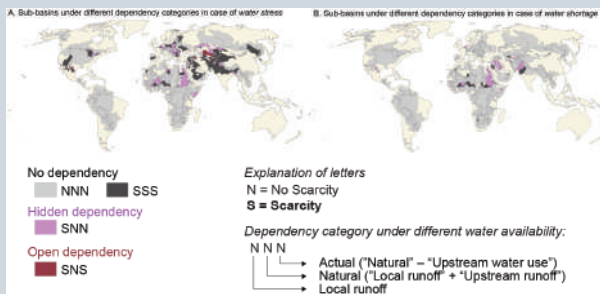 A. Sub-basins under different dependency categories in case of water stress
B. Sub-basins under different dependency categories in case of water shortage
No dependency
NNN SSS
Hidden dependency
SNN
Open dependency
SNS
Explanation of letters
N = No Scarcity
S = Scarcity
Dependency category under different water availability:
N N N
Actual ("Natural" – "Upstream water use")
Natural ("Local runoff" + "Upstream runoff")
Local runoff